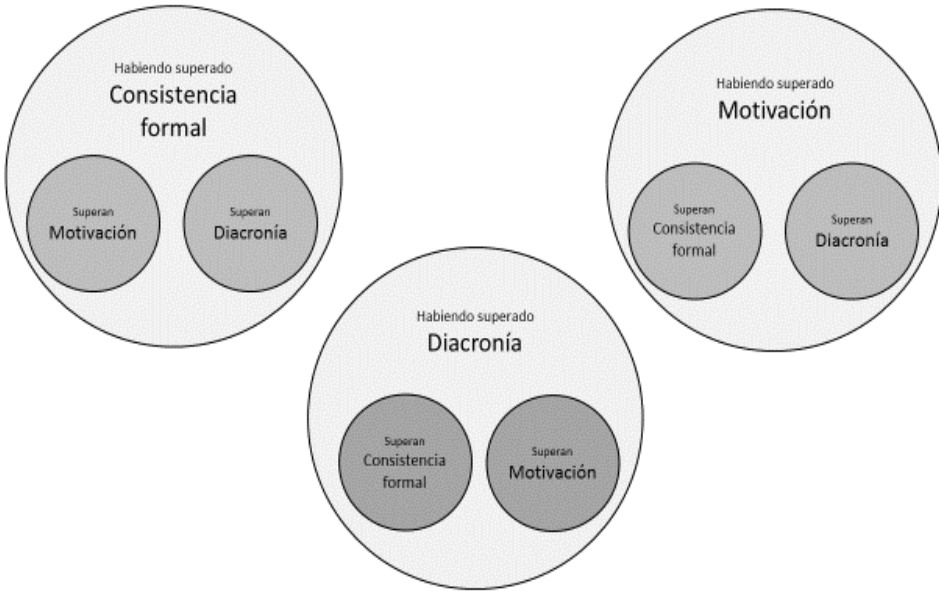 Habiendo superado
Consistencia
formal
Superan
Motivación
Superan
Diacronía
Habiendo superado
Motivación
Superan
Consistencia
formal
Superan
Diacronía
Habiendo superado
Diacronía
Superan
Consistencia
formal
Superan
Motivación